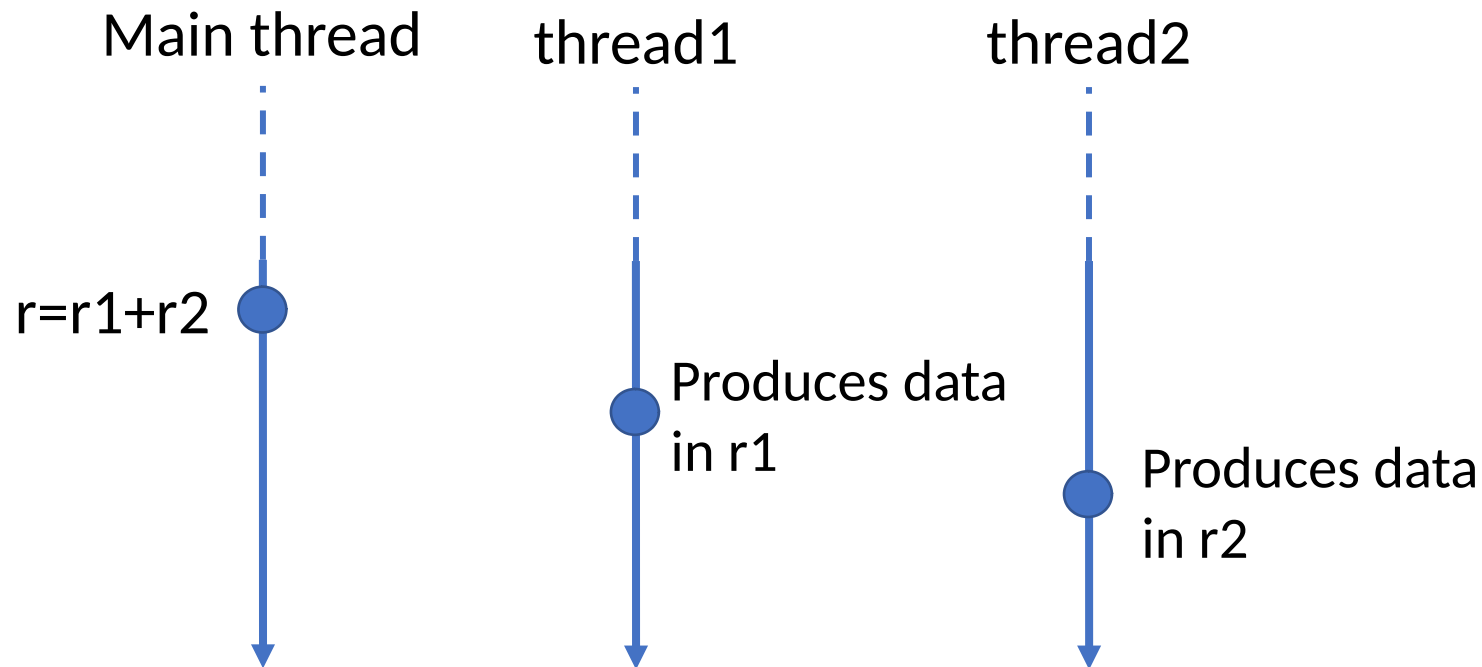 Main thread
thread1
thread2
r=r1+r2
Produces data
in r1
Produces data
in r2